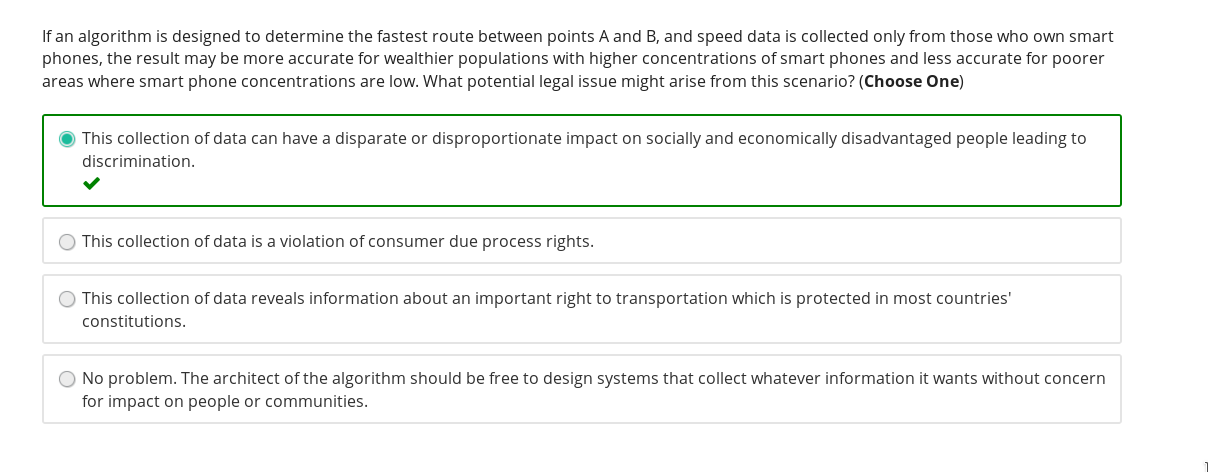 If an algorithm is designed to determine the fastest route between points A and B, and speed data is collected only from those who own smart
phones, the result may be more accurate for wealthier populations with higher concentrations of smart phones and less accurate for poorer
areas where smart phone concentrations are low. What potential legal issue might arise from this scenario? (Choose One)
This collection of data can have a disparate or disproportionate impact on socially and economically disadvantaged people leading to
discrimination.
This collection of data is a violation of consumer due process rights.
This collection of data reveals information about an important right to transportation which is protected in most countries'
constitutions.
No problem. The architect of the algorithm should be free to design systems that collect whatever information it wants without concern
for impact on people or communities.